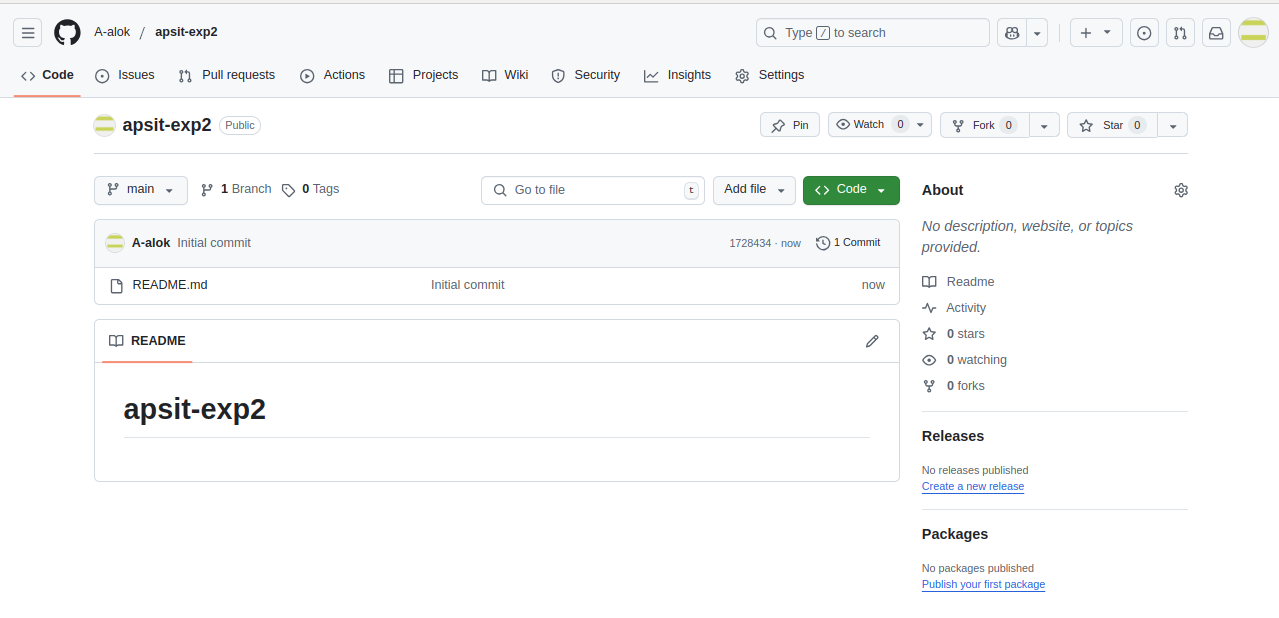 A-alok / apsit-exp2
Type / to search
Code Issues Pull requests Actions Projects Wiki Security Insights Settings
apsit-exp2 Public
Pin Watch 0 Fork 0 Star 0
main 1 Branch 0 Tags Go to file t Add file Code
A-alok Initial commit 1728434 · now 1 Commit
README.md Initial commit now
README
apsit-exp2
About
No description, website, or topics
provided.
Readme
Activity
0 stars
0 watching
0 forks
Releases
No releases published
Create a new release
Packages
No packages published
Publish your first package